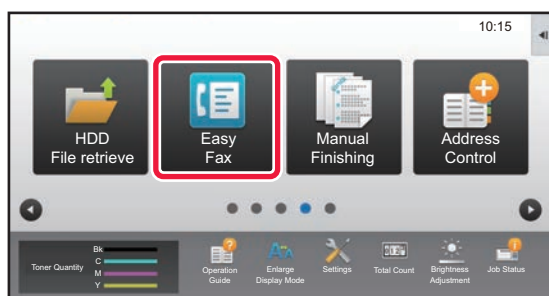 10:15
HDD
File retrieve
Easy
Fax
Manual
Finishing
Address
Control
Toner Quantity
Bk
C
M
Y
Operation
Guide
Enlarge
Display Mode
Settings
Total Count
Brightness
Adjustment
Job Status